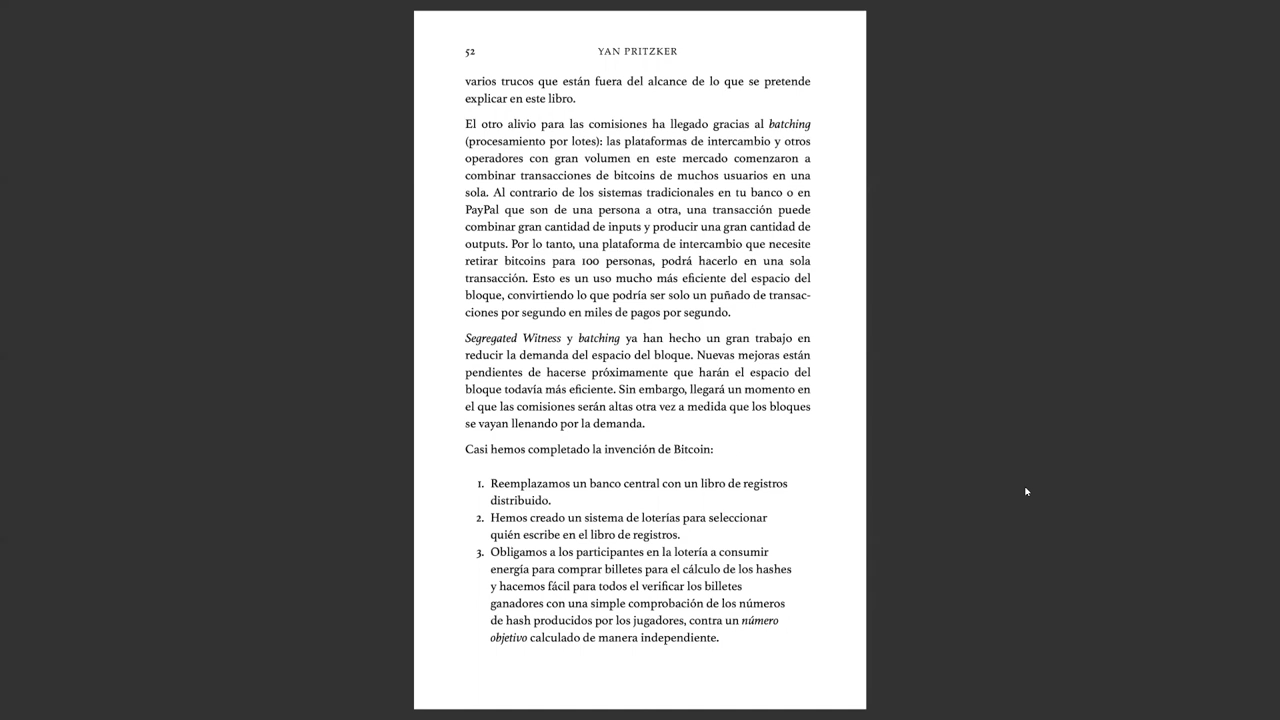 52
YAN PRITZKER
varios trucos que están fuera del alcance de lo que se pretende
explicar en este libro.
El otro alivio para las comisiones ha llegado gracias al batching
(procesamiento por lotes): las plataformas de intercambio y otros
operadores con gran volumen en este mercado comenzaron a
combinar transacciones de bitcoins de muchos usuarios en una
sola. Al contrario de los sistemas tradicionales en tu banco o en
PayPal que son de una persona a otra, una transacción puede
combinar gran cantidad de inputs y producir una gran cantidad de
outputs. Por lo tanto, una plataforma de intercambio que necesite
retirar bitcoins para 100 personas, podrá hacerlo en una sola
transacción. Esto es un uso mucho más eficiente del espacio del
bloque, convirtiendo lo que podría ser solo un puñado de transac-
ciones por segundo en miles de pagos por segundo.
Segregated Witness y batching ya han hecho un gran trabajo en
reducir la demanda del espacio del bloque. Nuevas mejoras están
pendientes de hacerse próximamente que harán el espacio del
bloque todavía más eficiente. Sin embargo, llegará un momento en
el que las comisiones serán altas otra vez a medida que los bloques
se vayan llenando por la demanda.
Casi hemos completado la invención de Bitcoin:
1. Reemplazamos un banco central con un libro de registros
distribuido.
2. Hemos creado un sistema de loterías para seleccionar
quién escribe en el libro de registros.
3. Obligamos a los participantes en la lotería a consumir
energía para comprar billetes para el cálculo de los hashes
y hacemos fácil para todos el verificar los billetes
ganadores con una simple comprobación de los números
de hash producidos por los jugadores, contra un número
objetivo calculado de manera independiente.